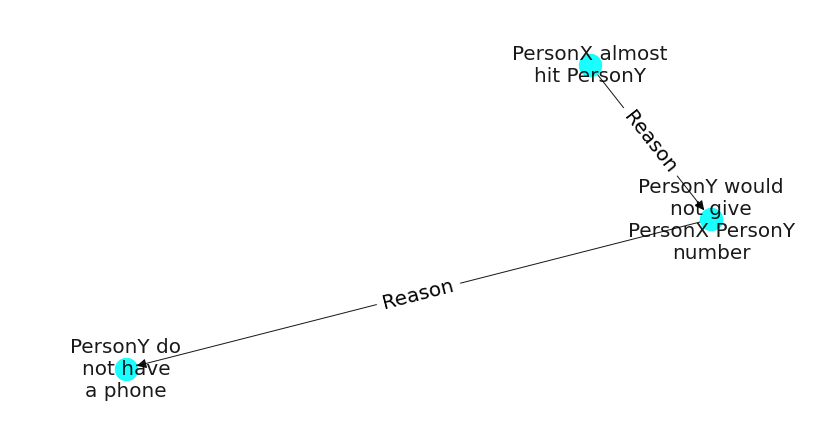 PersonX almost
hit PersonY
Reason
PersonY would
not give
PersonX PersonY
number
Reason
PersonY do
not have
a phone